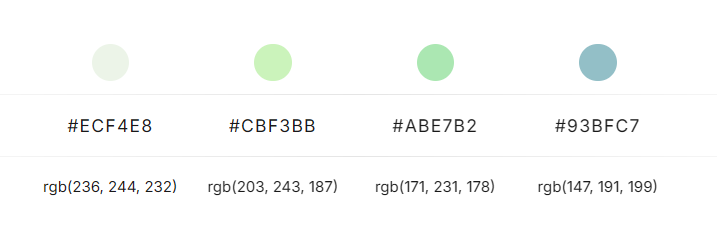 #ECF4E8 #CBF3BB #ABE7B2 #93BFC7
rgb(236, 244, 232) rgb(203, 243, 187) rgb(171, 231, 178) rgb(147, 191, 199)